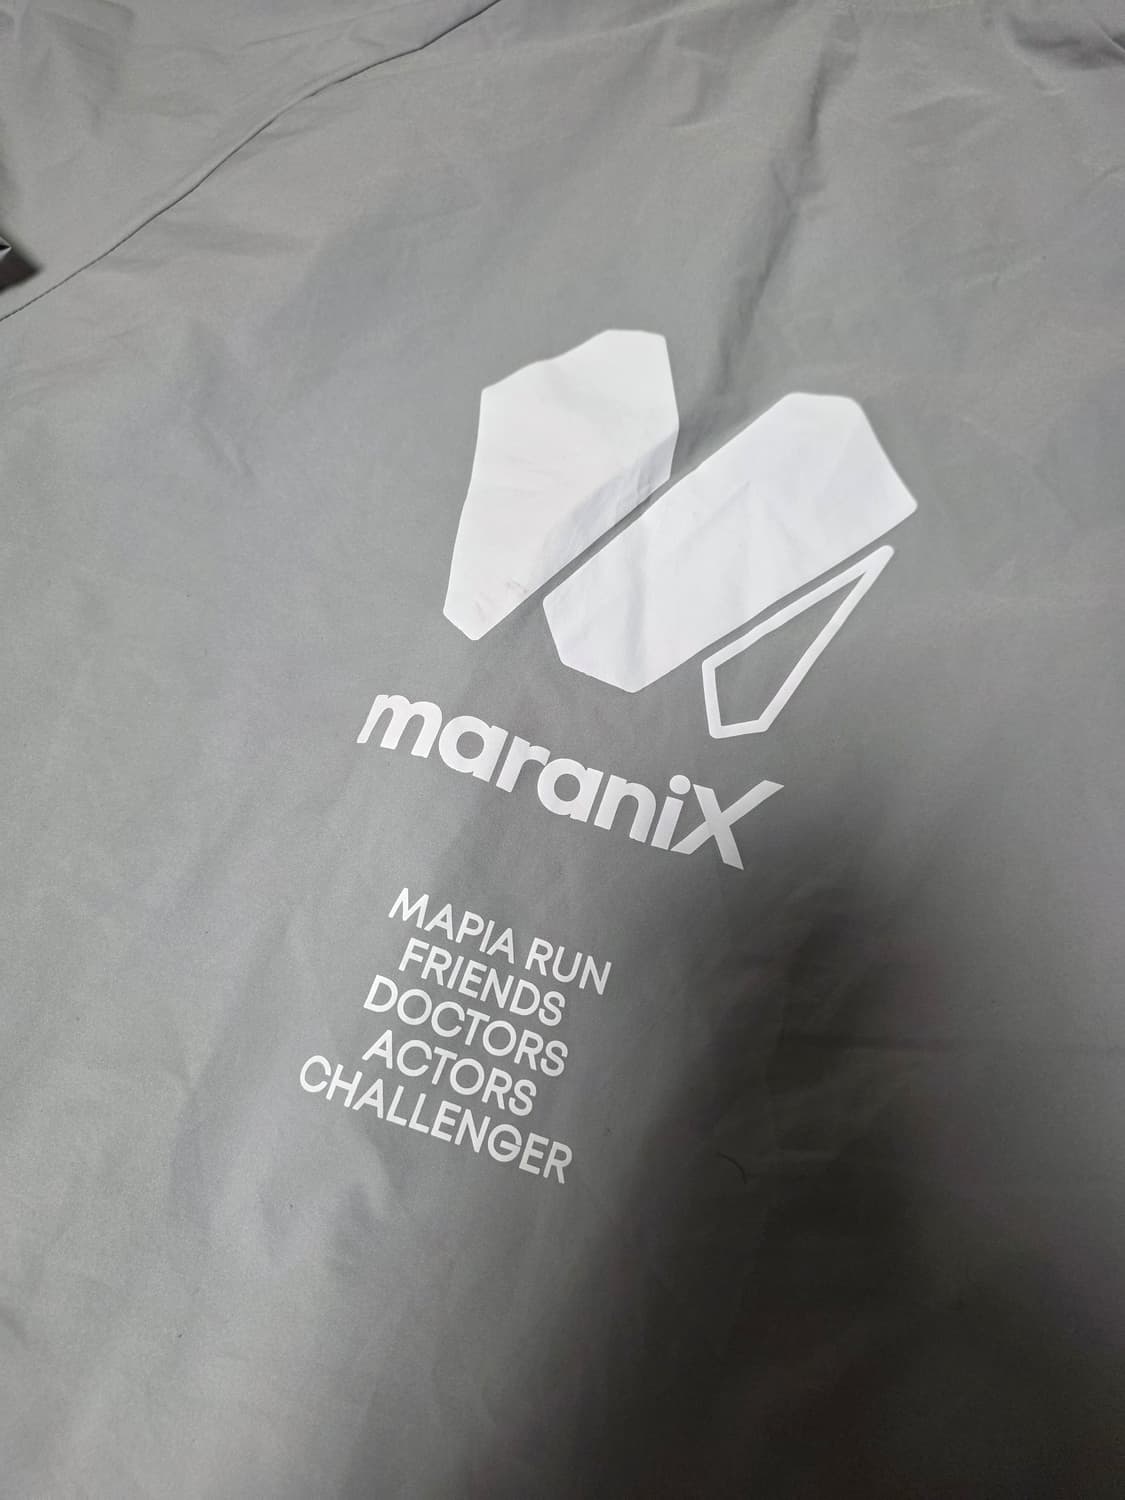 maraniX
MAPIA RUN
FRIENDS
DOCTORS
ACTORS
CHALLENGER